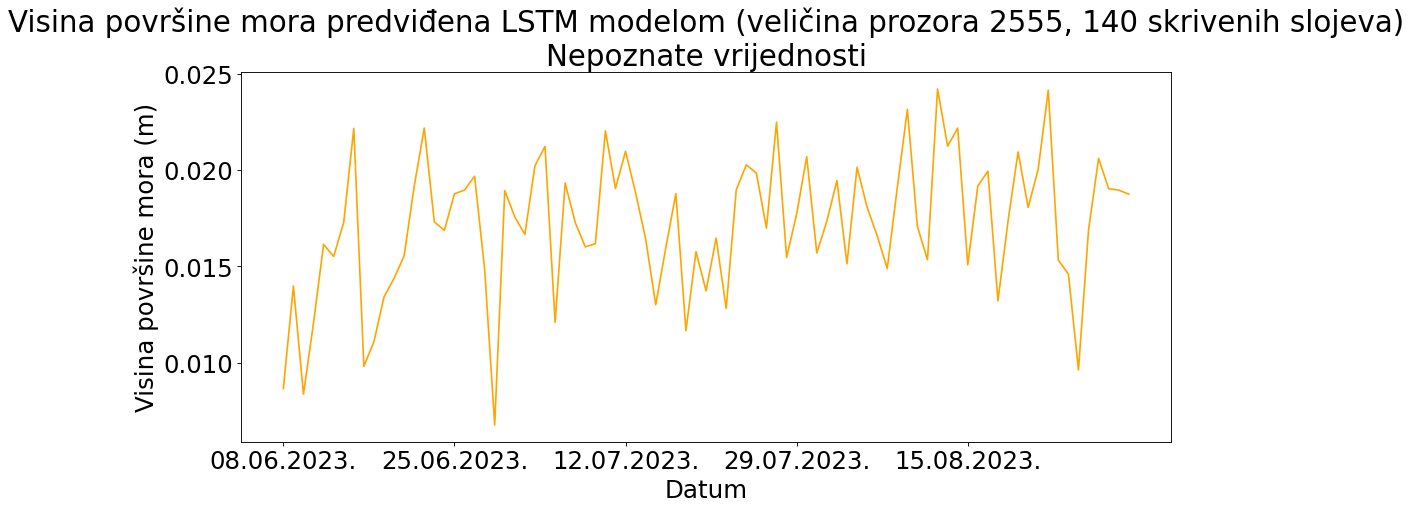 Visina površine mora predviđena LSTM modelom (veličina prozora 2555, 140 skrivenih slojeva)
Nepoznate vrijednosti
Visina površine mora (m)
0.025
0.020
0.015
0.010
08.06.2023. 25.06.2023. 12.07.2023. 29.07.2023. 15.08.2023.
Datum